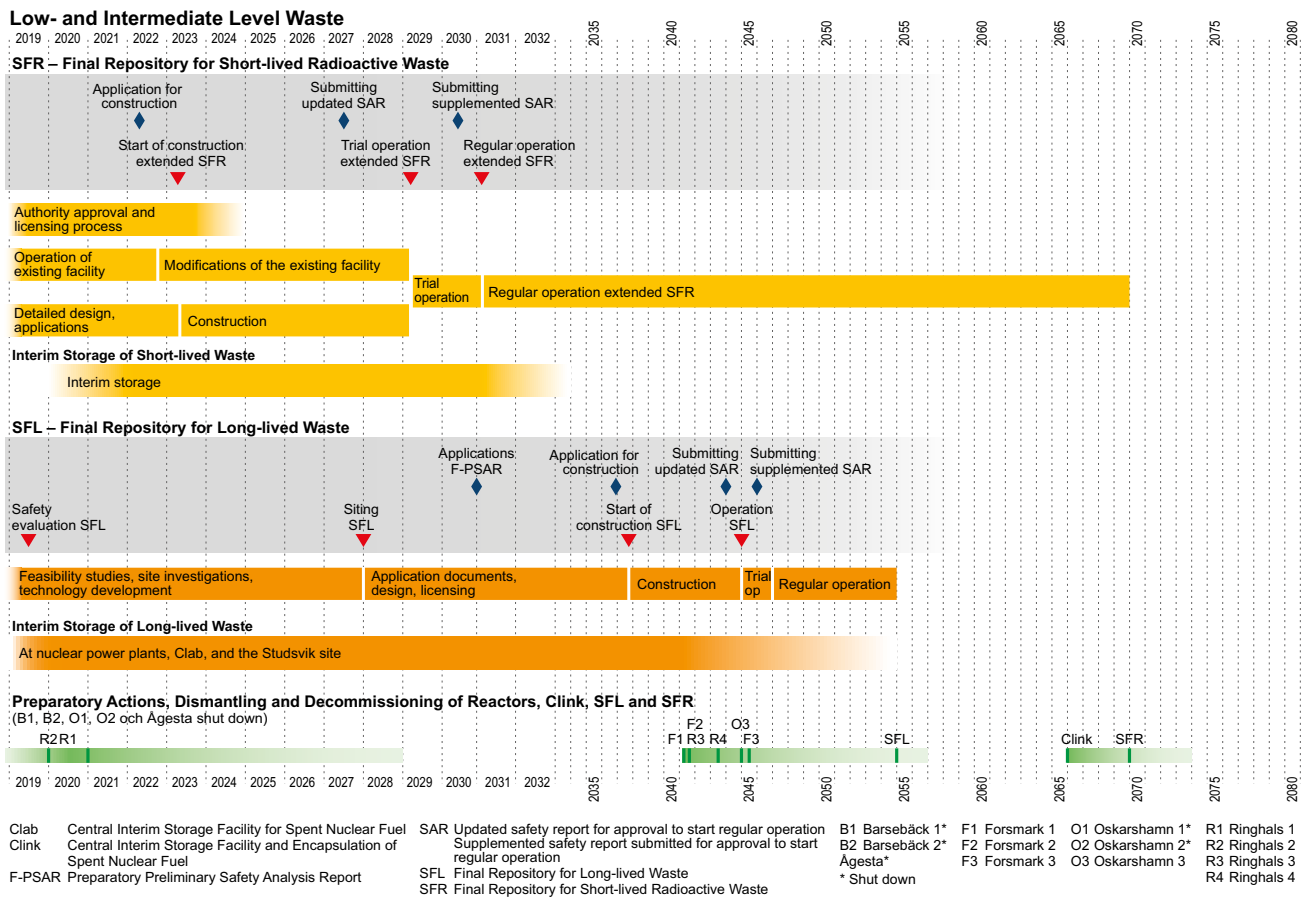 Low- and Intermediate Level Waste
2019 2020 2021 2022 2023 2024 2025 2026 2027 2028 2029 2030 2031 2032 2035 2040 2045 2050 2055 2060 2065 2070 2075 2080
SFR – Final Repository for Short-lived Radioactive Waste
Application for
construction
Submitting
updated SAR
Submitting
supplemented SAR
Start of construction
extended SFR
Trial operation
extended SFR
Regular operation
extended SFR
Authority approval and
licensing process
Operation of
existing facility
Modifications of the existing facility
Trial
operation
Regular operation extended SFR
Detailed design,
applications
Construction
Interim Storage of Short-lived Waste
Interim storage
SFL – Final Repository for Long-lived Waste
Applications
F-PSAR
Application for
construction
Submitting
updated SAR
Submitting
supplemented SAR
Safety
evaluation SFL
Siting
SFL
Start of
construction SFL
Operation
SFL
Feasibility studies, site investigations,
technology development
Application documents,
design, licensing
Construction
Trial
op
Regular operation
Interim Storage of Long-lived Waste
At nuclear power plants, Clab, and the Studsvik site
Preparatory Actions, Dismantling and Decommissioning of Reactors, Clink, SFL and SFR
(B1, B2, O1, O2 och Ågesta shut down)
F2 O3
R2 R1 F1 R3 R4 F3 SFL Clink SFR
2019 2020 2021 2022 2023 2024 2025 2026 2027 2028 2029 2030 2031 2032 2035 2040 2045 2050 2055 2060 2065 2070 2075 2080
Clab Central Interim Storage Facility for Spent Nuclear Fuel
Clink Central Interim Storage Facility and Encapsulation of
Spent Nuclear Fuel
F-PSAR Preparatory Preliminary Safety Analysis Report
SAR Updated safety report for approval to start regular operation
Supplemented safety report submitted for approval to start
regular operation
SFL Final Repository for Long-lived Waste
SFR Final Repository for Short-lived Radioactive Waste
B1 Barsebäck 1*
B2 Barsebäck 2*
Ågesta*
* Shut down
F1 Forsmark 1
F2 Forsmark 2
F3 Forsmark 3
O1 Oskarshamn 1*
O2 Oskarshamn 2*
O3 Oskarshamn 3
R1 Ringhals 1
R2 Ringhals 2
R3 Ringhals 3
R4 Ringhals 4